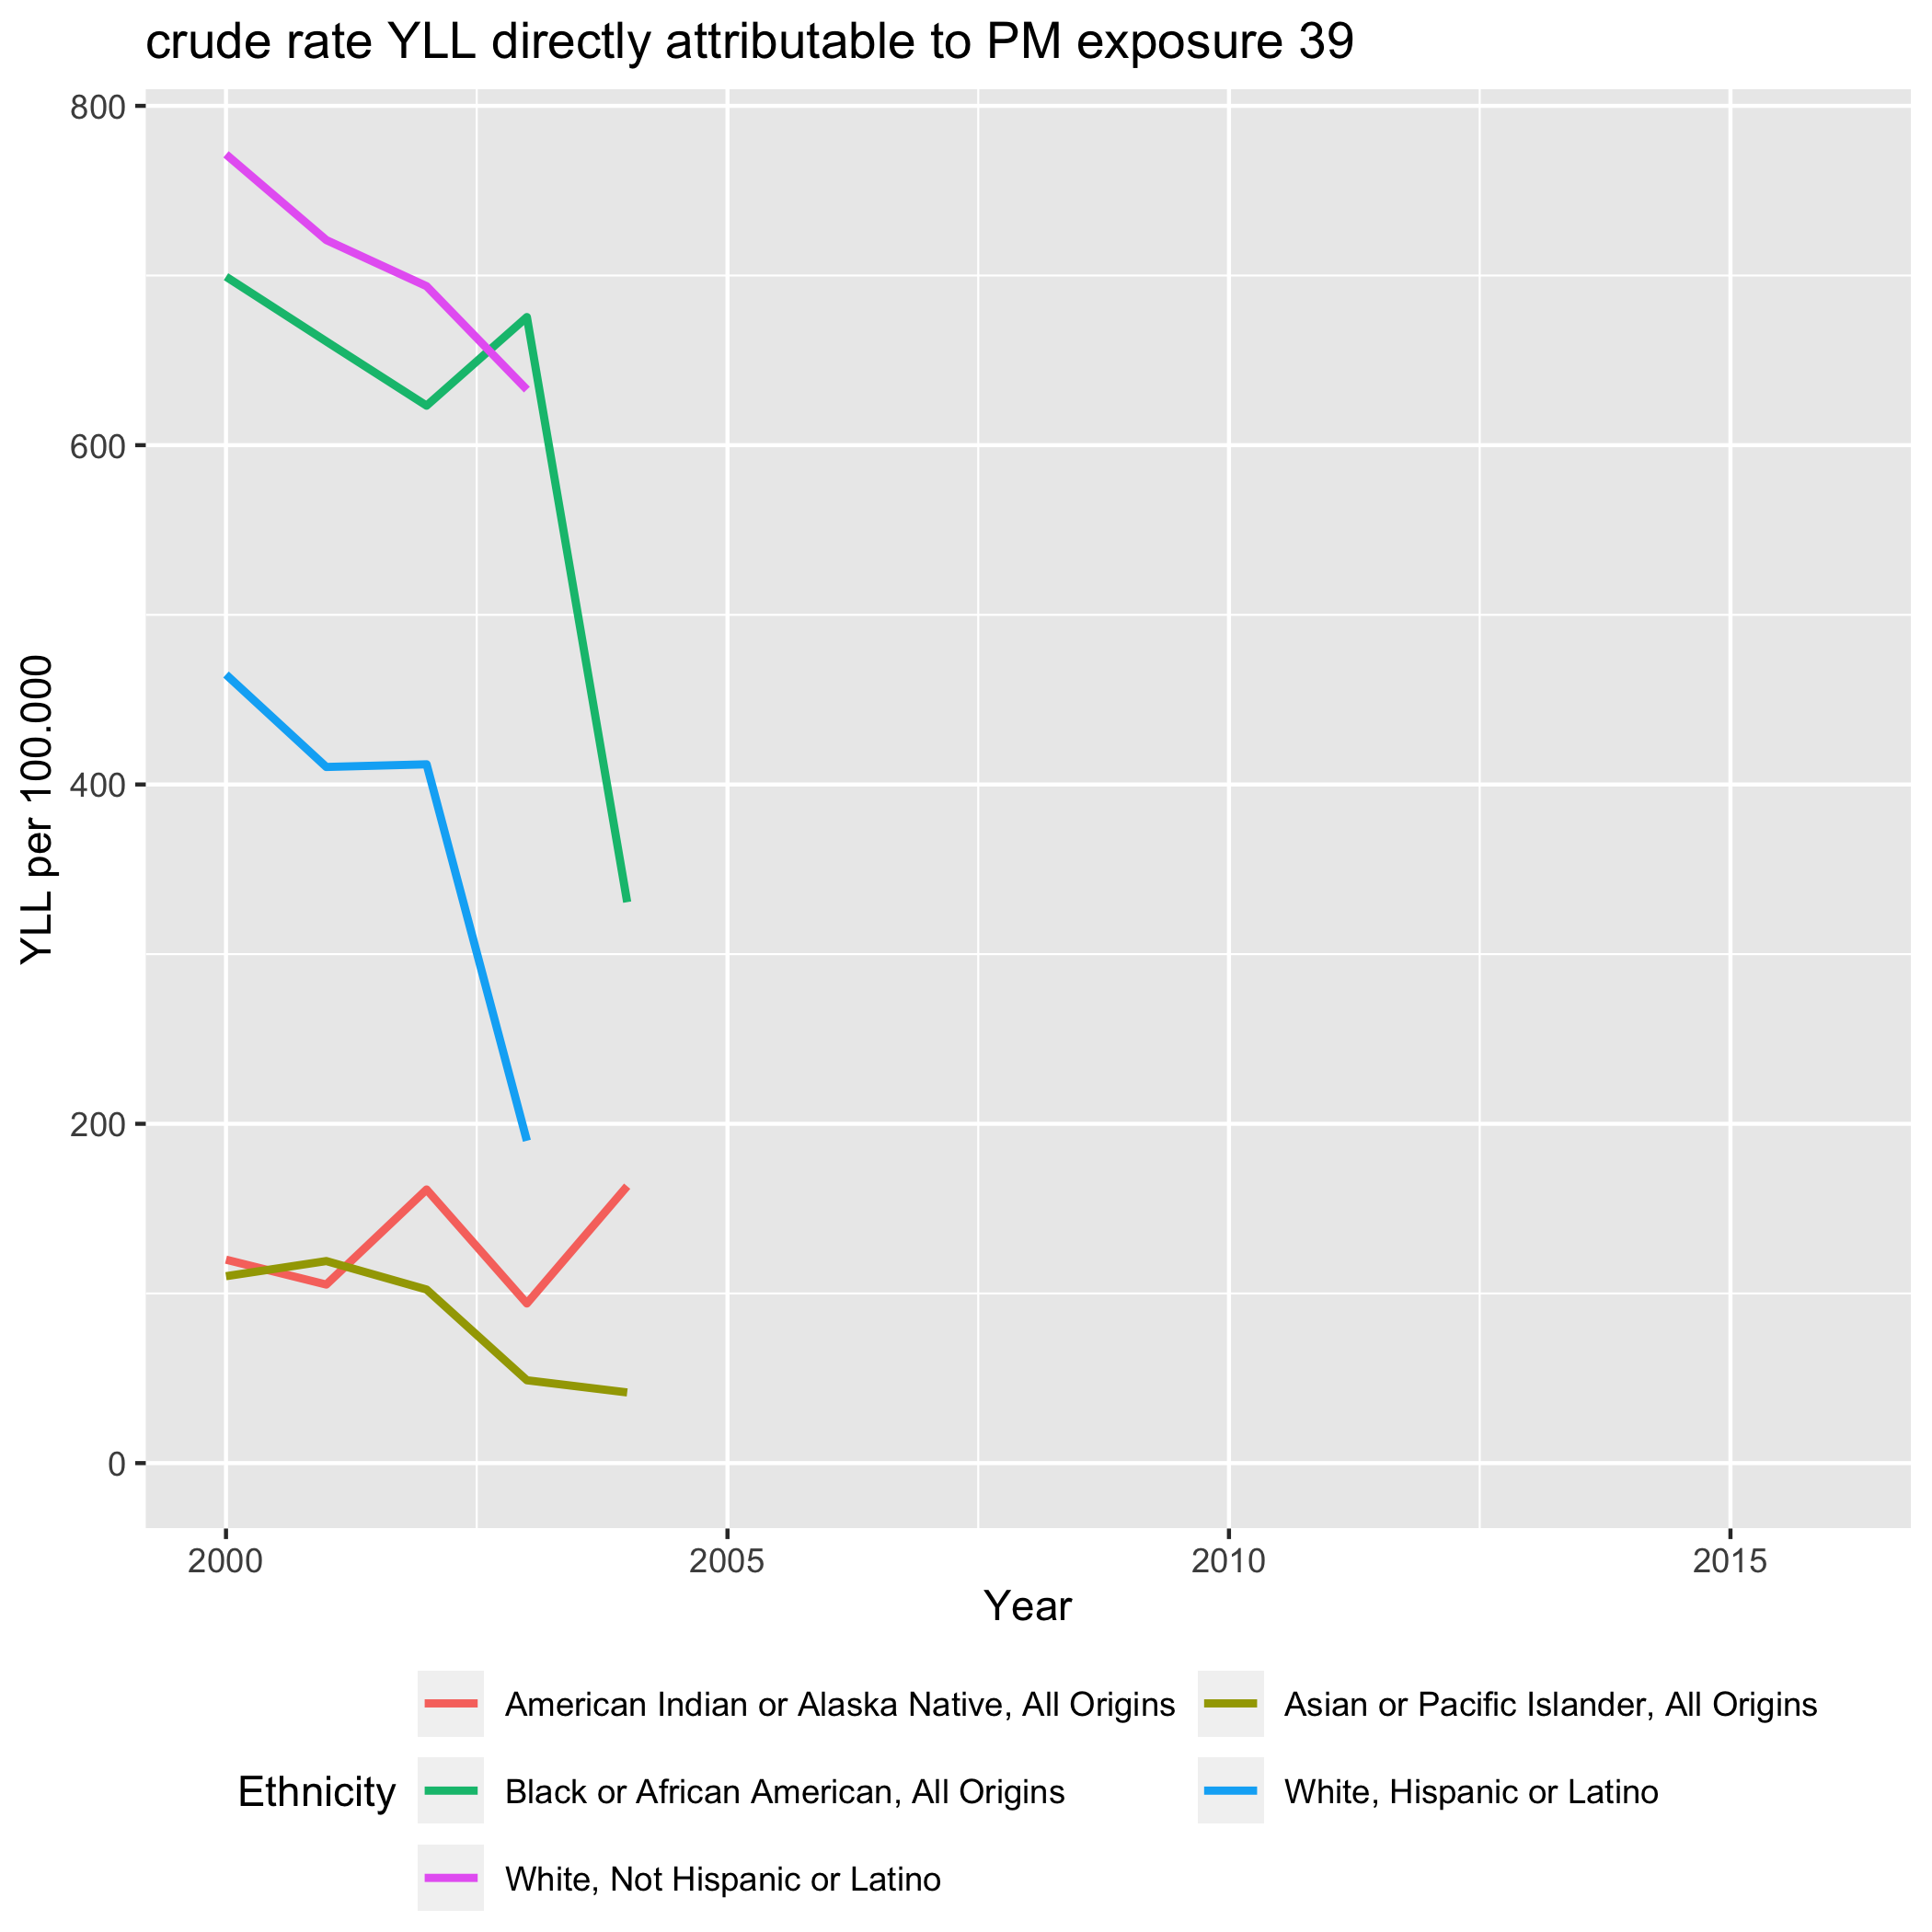 crude rate YLL directly attributable to PM exposure 39
YLL per 100.000
800
600
400
200
0
2000 2005 2010 2015
Year
Ethnicity
American Indian or Alaska Native, All Origins
Asian or Pacific Islander, All Origins
Black or African American, All Origins
White, Hispanic or Latino
White, Not Hispanic or Latino